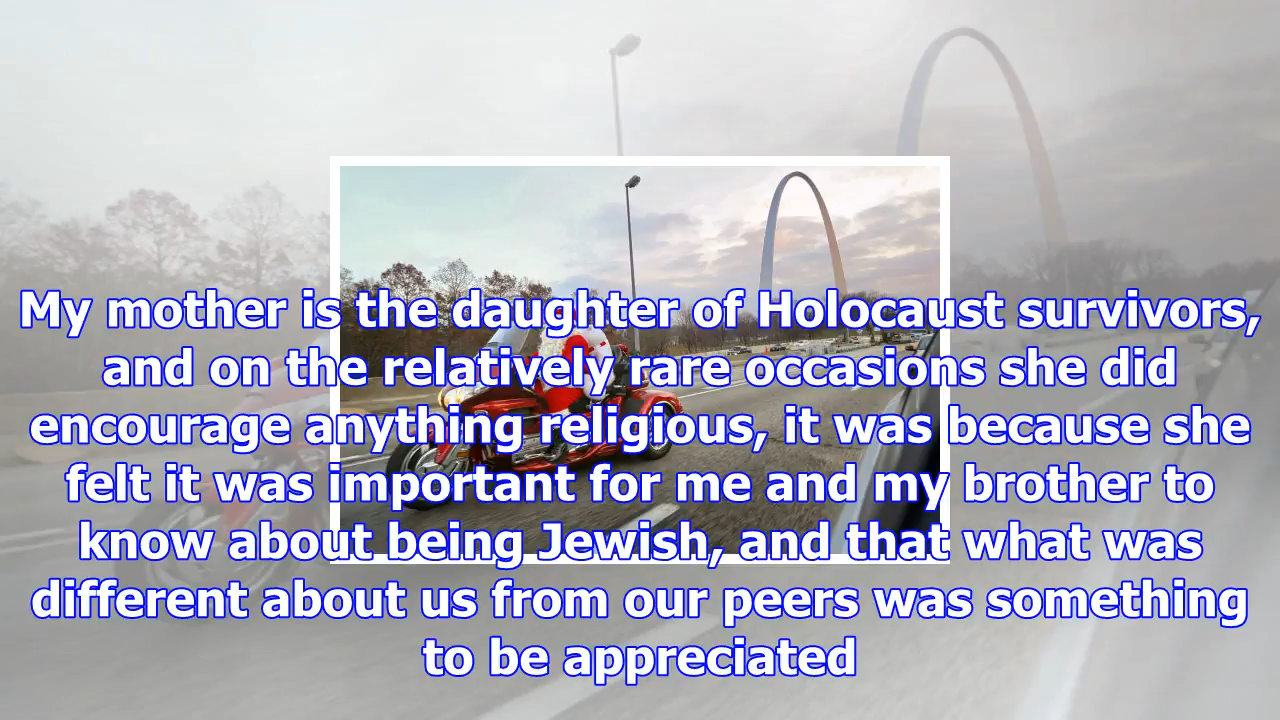 My mother is the daughter of Holocaust survivors,
and on the relatively rare occasions she did
encourage anything religious, it was because she
felt it was important for me and my brother to
know about being Jewish, and that what was
different about us from our peers was something
to be appreciated